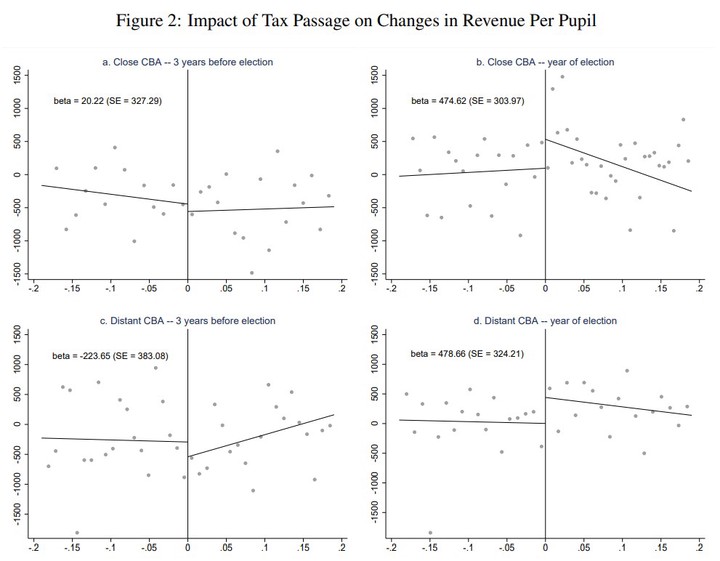 Figure 2: Impact of Tax Passage on Changes in Revenue Per Pupil
a. Close CBA -- 3 years before election
beta = 20.22 (SE = 327.29)
1500
1000
500
0
-500
-1000
-1500
-.2 -.15 -.1 -.05 0 .05 .1 .15 .2
b. Close CBA -- year of election
beta = 474.62 (SE = 303.97)
1500
1000
500
0
-500
-1000
-1500
-.2 -.15 -.1 -.05 0 .05 .1 .15 .2
c. Distant CBA -- 3 years before election
beta = -223.65 (SE = 383.08)
1500
1000
500
0
-500
-1000
-1500
-.2 -.15 -.1 -.05 0 .05 .1 .15 .2
d. Distant CBA -- year of election
beta = 478.66 (SE = 324.21)
1500
1000
500
0
-500
-1000
-1500
-.2 -.15 -.1 -.05 0 .05 .1 .15 .2